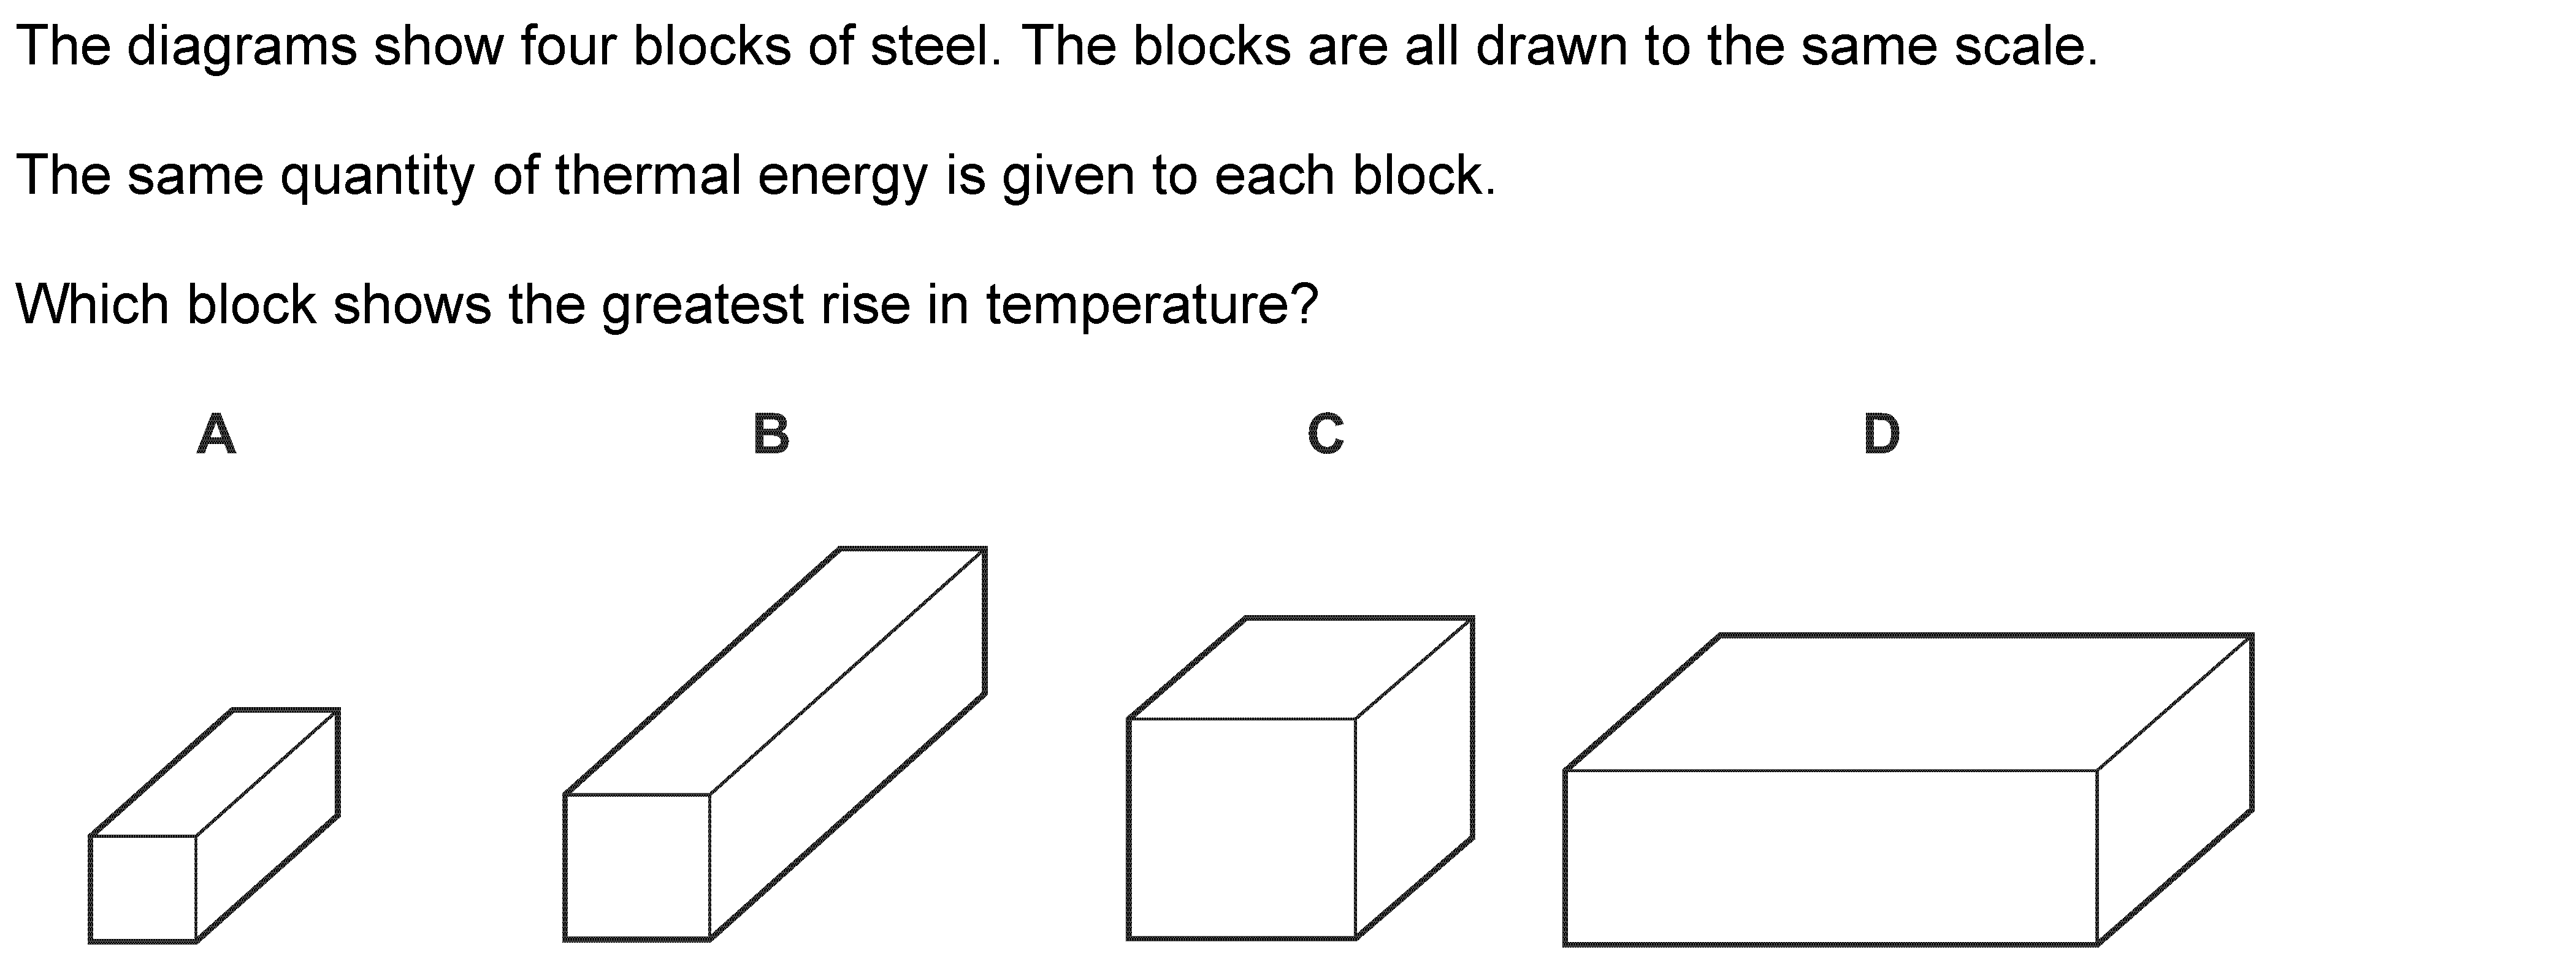 The diagrams show four blocks of steel. The blocks are all drawn to the same scale.
The same quantity of thermal energy is given to each block.
Which block shows the greatest rise in temperature?
A B C D